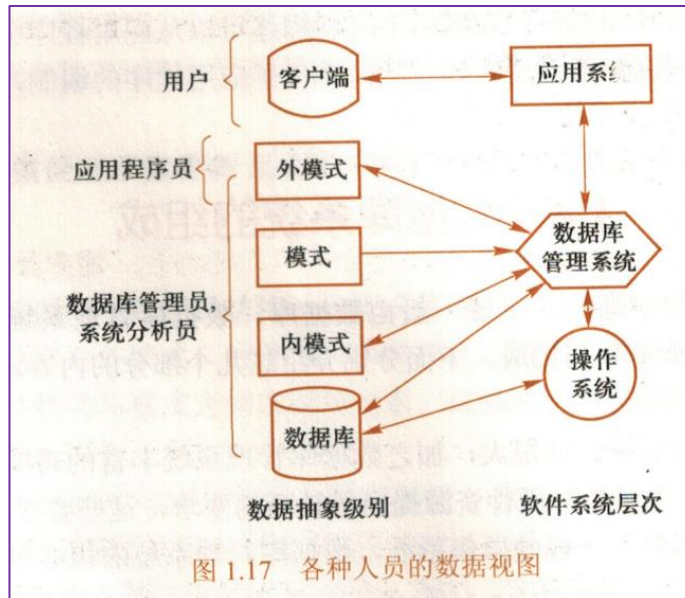 用户
客户端
应用系统
应用程序员
外模式
模式
数据库
管理系统
数据库管理员、
系统分析员
内模式
操作
系统
数据库
数据抽象级别
软件系统层次
图 1.17 各种人员的数据视图